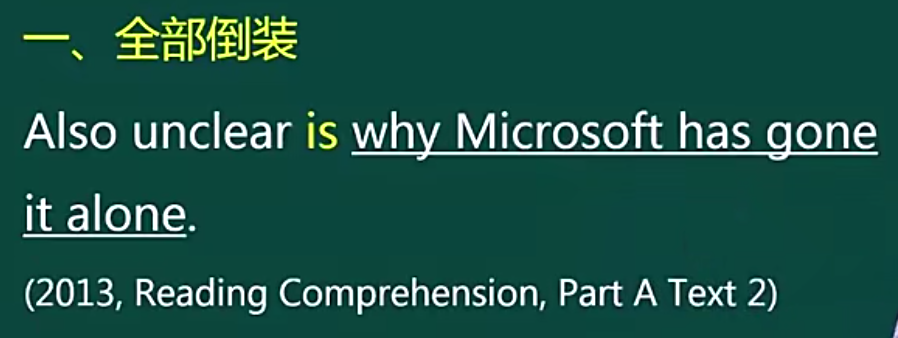 一、全部倒装
Also unclear is why Microsoft has gone
it alone.
(2013, Reading Comprehension, Part A Text 2)